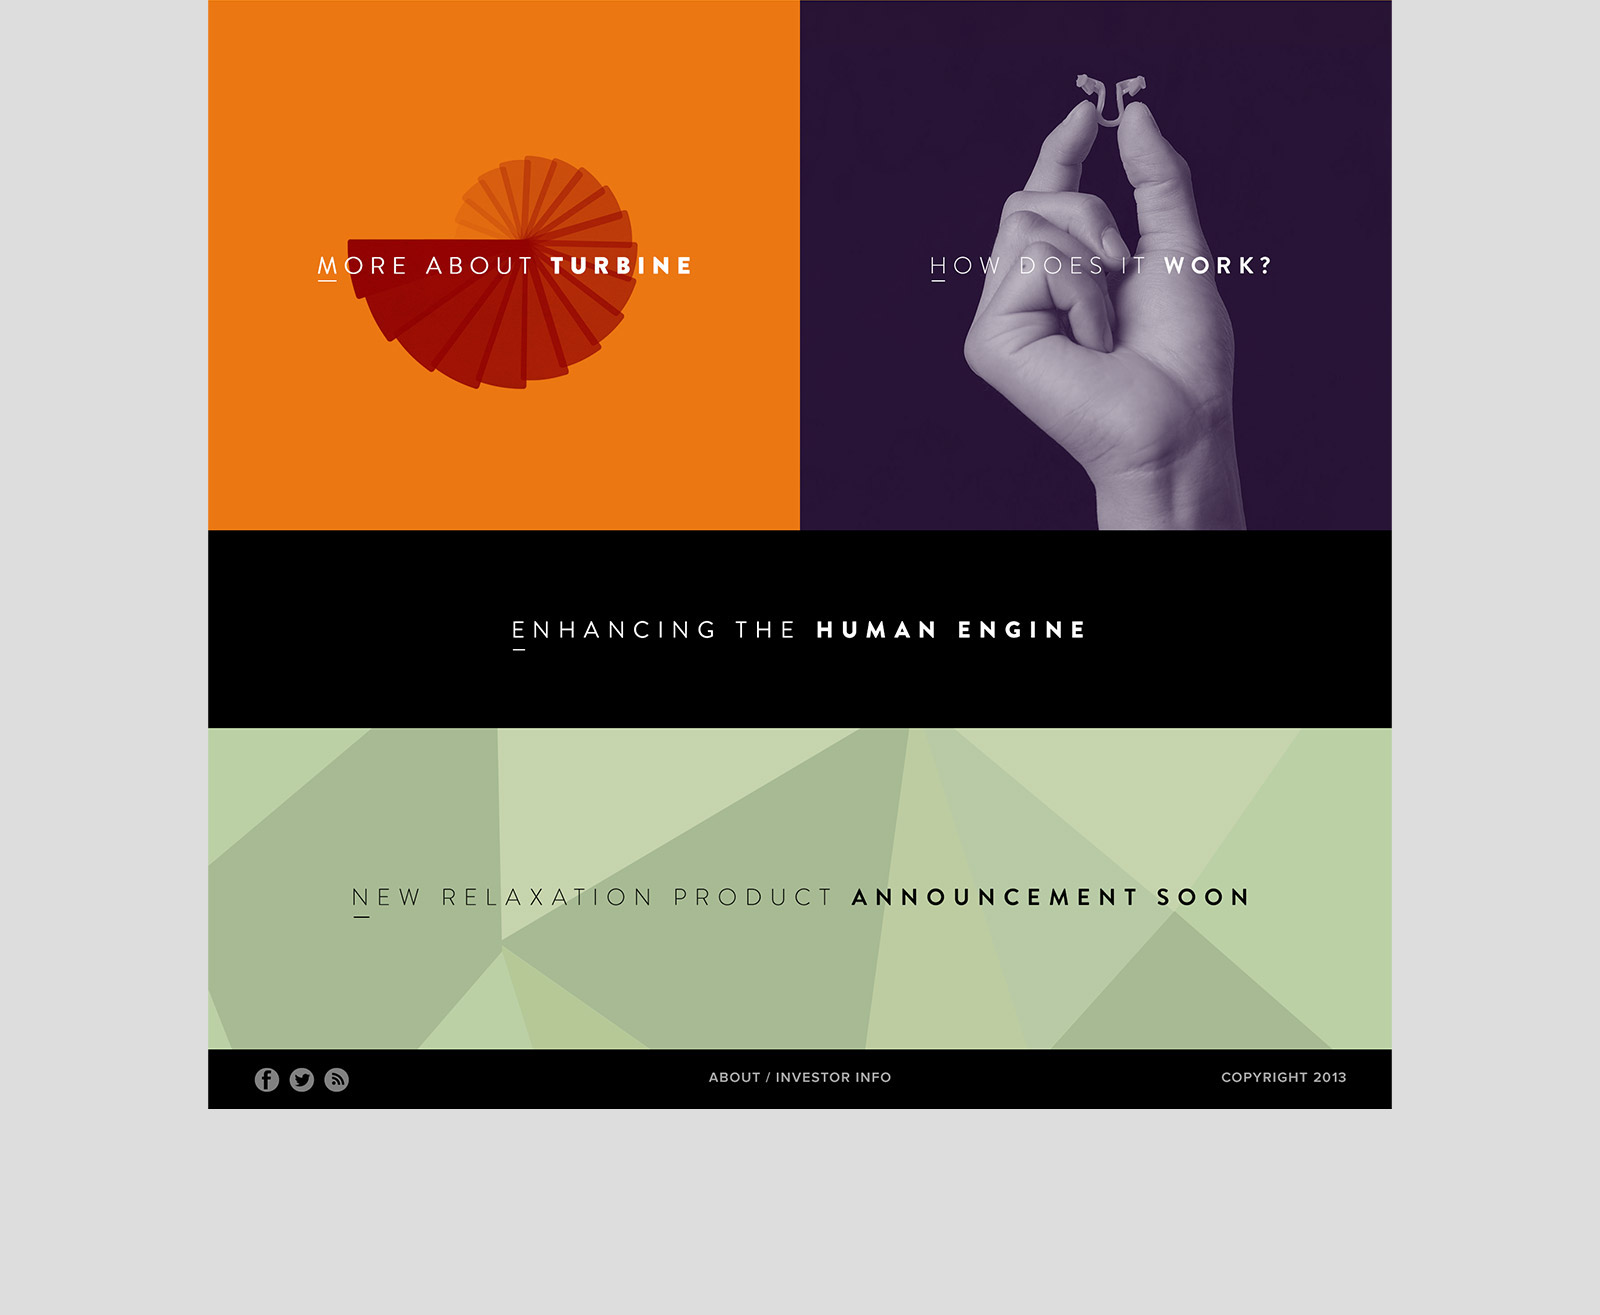 MORE ABOUT TURBINE
HOW DOES IT WORK?
ENHANCING THE HUMAN ENGINE
NEW RELAXATION PRODUCT ANNOUNCEMENT SOON
ABOUT / INVESTOR INFO
COPYRIGHT 2013